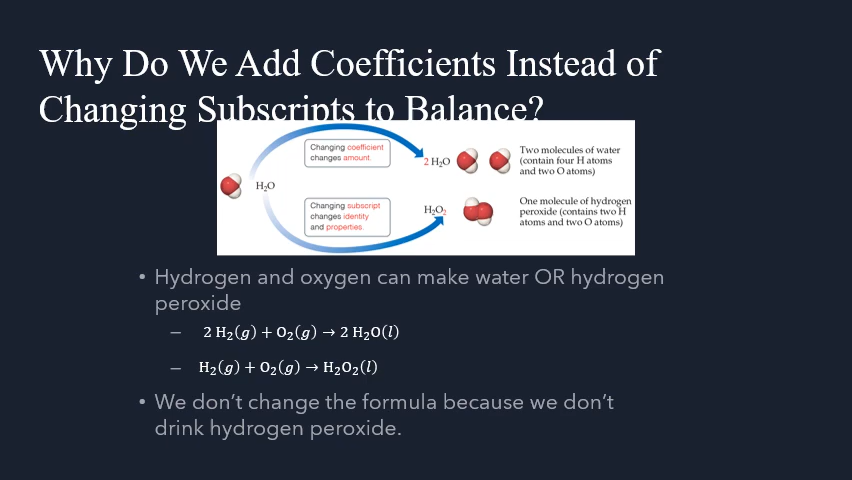 Why Do We Add Coefficients Instead of
Changing Subscripts to Balance?
Changing coefficient
changes amount.
2 H₂O
Two molecules of water
(contain four H atoms
and two O atoms)
H₂O
Changing subscript
changes identity
and properties.
H₂O₂
One molecule of hydrogen
peroxide (contains two H
atoms and two O atoms)
• Hydrogen and oxygen can make water OR hydrogen
peroxide
– 2 H₂(g) + O₂(g) → 2 H₂O(l)
– H₂(g) + O₂(g) → H₂O₂(l)
• We don’t change the formula because we don’t
drink hydrogen peroxide.